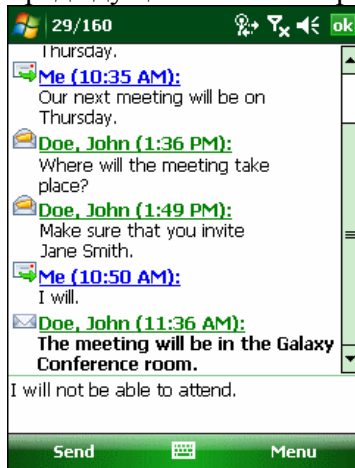 29/160
ok
Thursday.
Me (10:35 AM):
Our next meeting will be on
Thursday.
Doe, John (1:36 PM):
Where will the meeting take
place?
Doe, John (1:49 PM):
Make sure that you invite
Jane Smith.
Me (10:50 AM):
I will.
Doe, John (11:36 AM):
The meeting will be in the Galaxy
Conference room.
I will not be able to attend.
Send
Menu